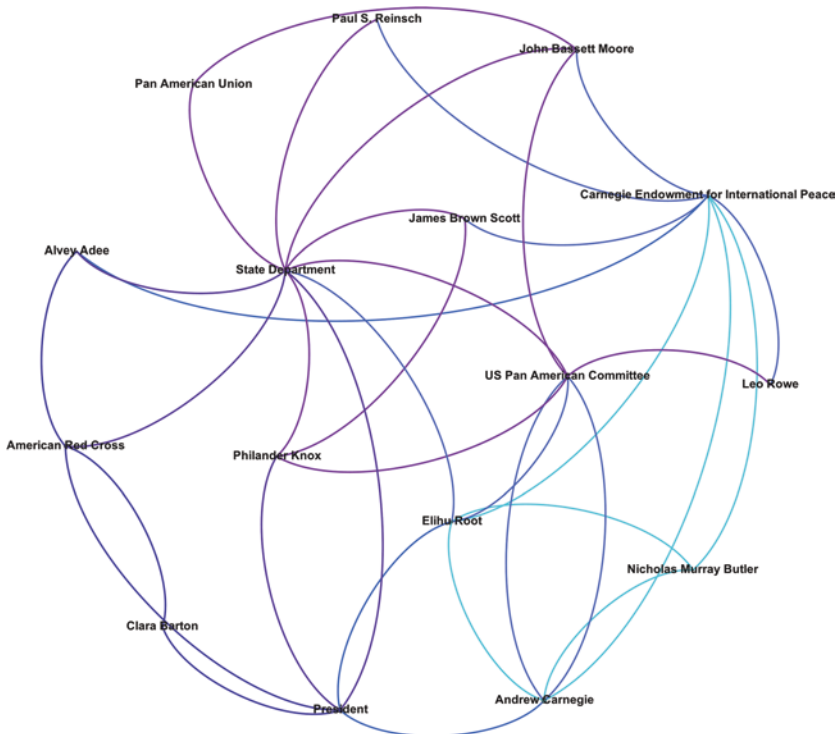 Paul S. Reinsch
John Bassett Moore
Pan American Union
Carnegie Endowment for International Peace
James Brown Scott
Alvey Adee
State Department
US Pan American Committee
Leo Rowe
American Red Cross
Philander Knox
Elihu Root
Nicholas Murray Butler
Clara Barton
Andrew Carnegie
President